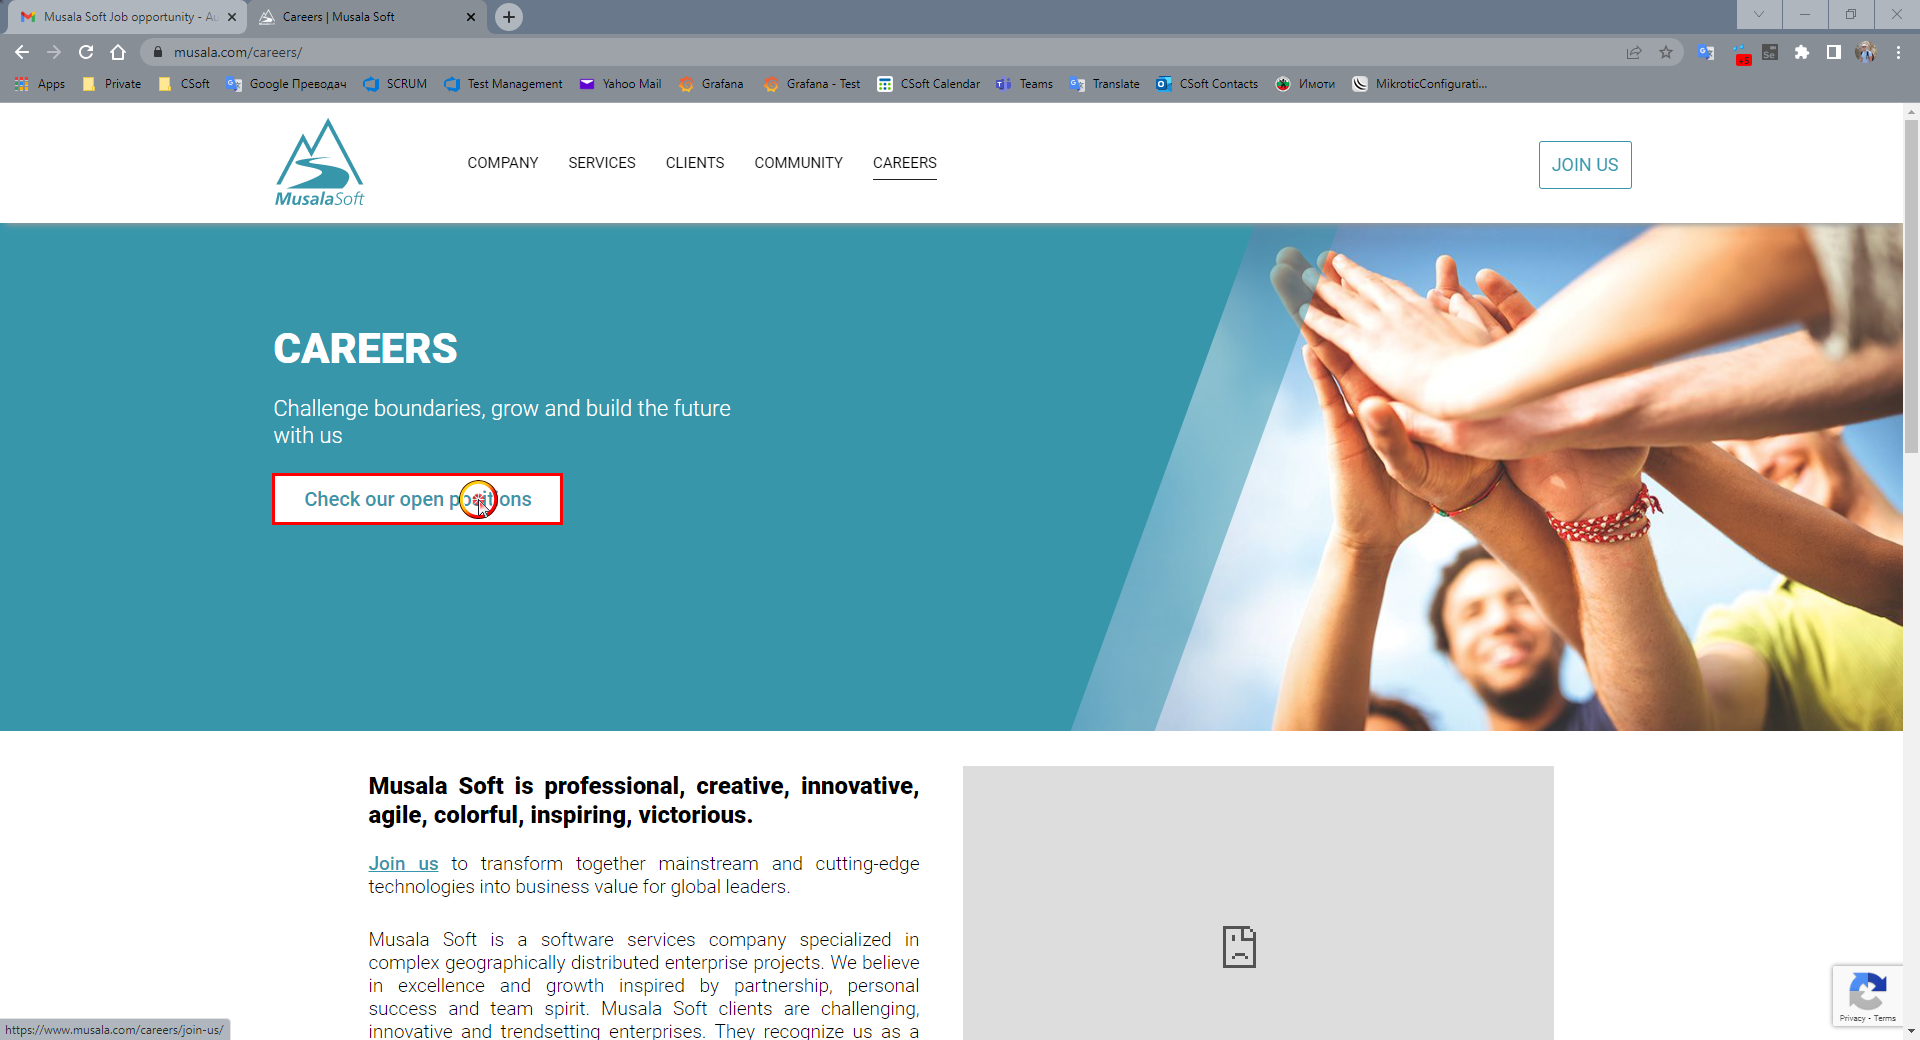 Musala Soft Job opportunity - Au
Careers | Musala Soft
musala.com/careers/
Apps
Private
CSoft
Google Преводач
SCRUM
Test Management
Yahoo Mail
Grafana
Grafana - Test
CSoft Calendar
Teams
Translate
CSoft Contacts
Имоти
MikroticConfigurati...
MusalaSoft
COMPANY
SERVICES
CLIENTS
COMMUNITY
CAREERS
JOIN US
CAREERS
Challenge boundaries, grow and build the future
with us
Check our open positions
Musala Soft is professional, creative, innovative,
agile, colorful, inspiring, victorious.
Join us to transform together mainstream and cutting-edge
technologies into business value for global leaders.
Musala Soft is a software services company specialized in
complex geographically distributed enterprise projects. We believe
in excellence and growth inspired by partnership, personal
success and team spirit. Musala Soft clients are challenging,
innovative and trendsetting enterprises. They recognize us as a
Privacy - Terms
https://www.musala.com/careers/join-us/